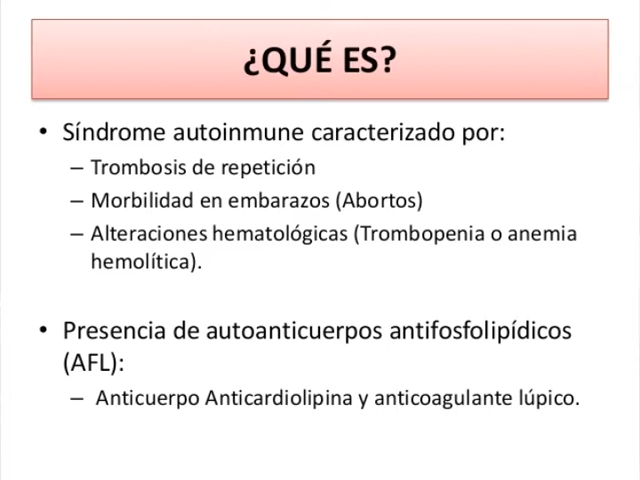 ¿QUÉ ES?
• Síndrome autoinmune caracterizado por:
– Trombosis de repetición
– Morbilidad en embarazos (Abortos)
– Alteraciones hematológicas (Trombopenia o anemia
hemolítica).
• Presencia de autoanticuerpos antifosfolipídicos
(AFL):
– Anticuerpo Anticardiolipina y anticoagulante lúpico.